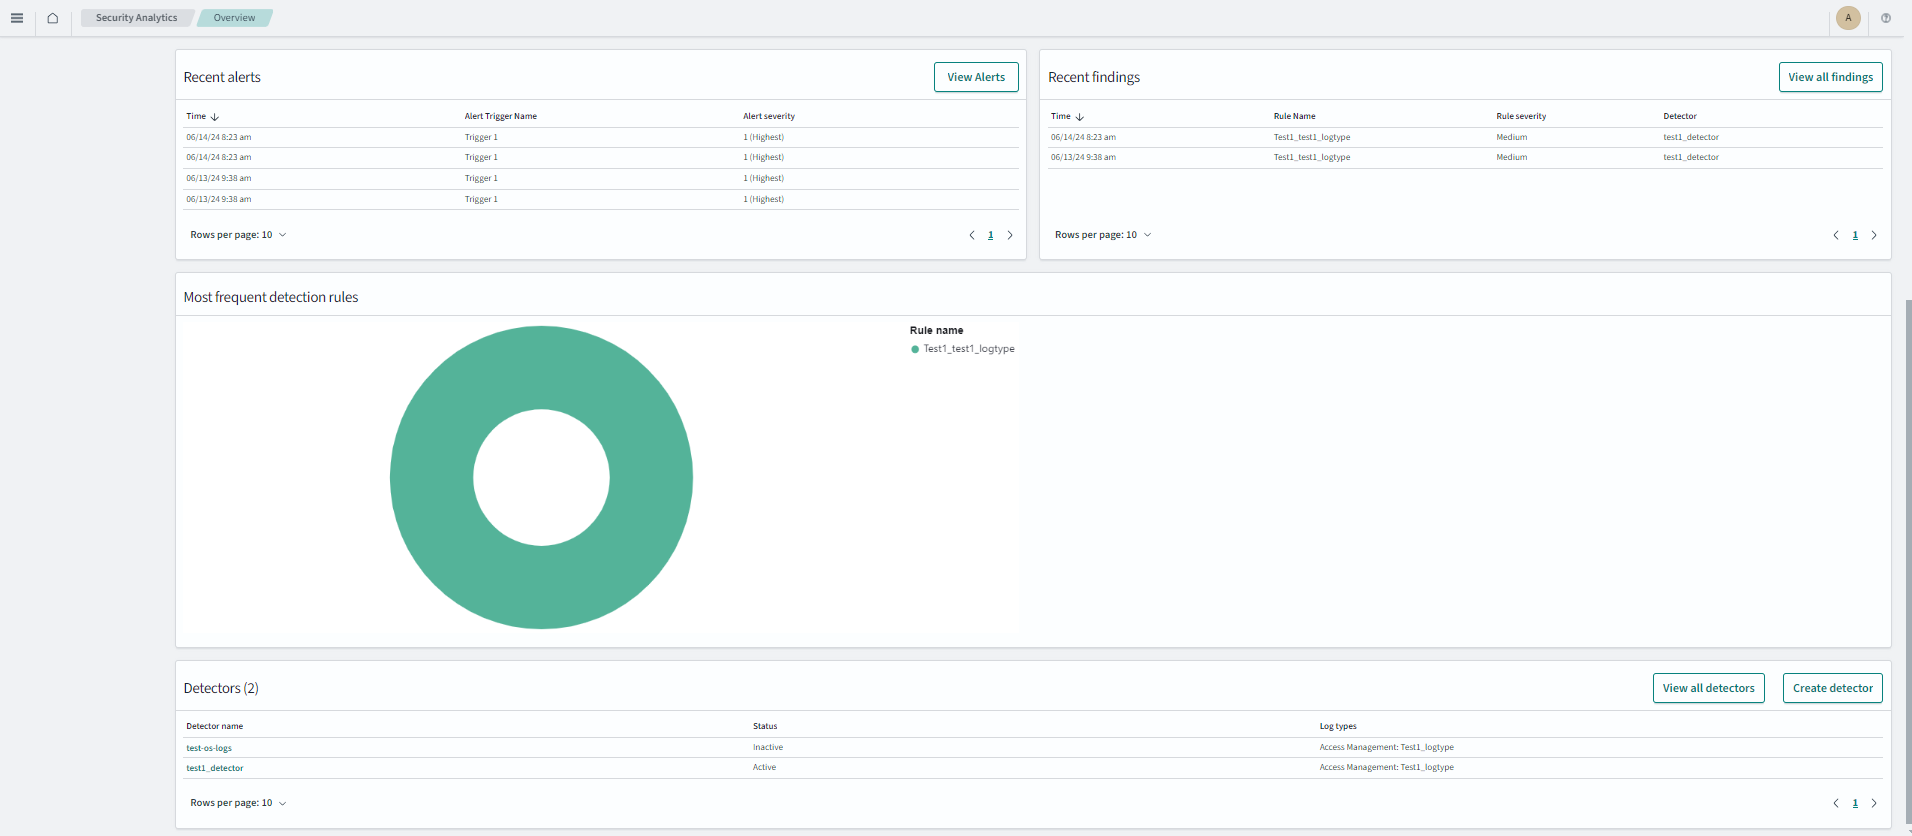 Security Analytics Overview A
Recent alerts View Alerts
Time Alert Trigger Name Alert severity
06/14/24 8:23 am Trigger 1 1 (Highest)
06/14/24 8:23 am Trigger 1 1 (Highest)
06/13/24 9:38 am Trigger 1 1 (Highest)
06/13/24 9:38 am Trigger 1 1 (Highest)
Rows per page: 10 1
Recent findings View all findings
Time Rule Name Rule severity Detector
06/14/24 8:23 am Test1_test1_logtype Medium test1_detector
06/13/24 9:38 am Test1_test1_logtype Medium test1_detector
Rows per page: 10 1
Most frequent detection rules
Rule name
Test1_test1_logtype
Detectors (2) View all detectors Create detector
Detector name Status Log types
test-os-logs Inactive Access Management: Test1_logtype
test1_detector Active Access Management: Test1_logtype
Rows per page: 10 1